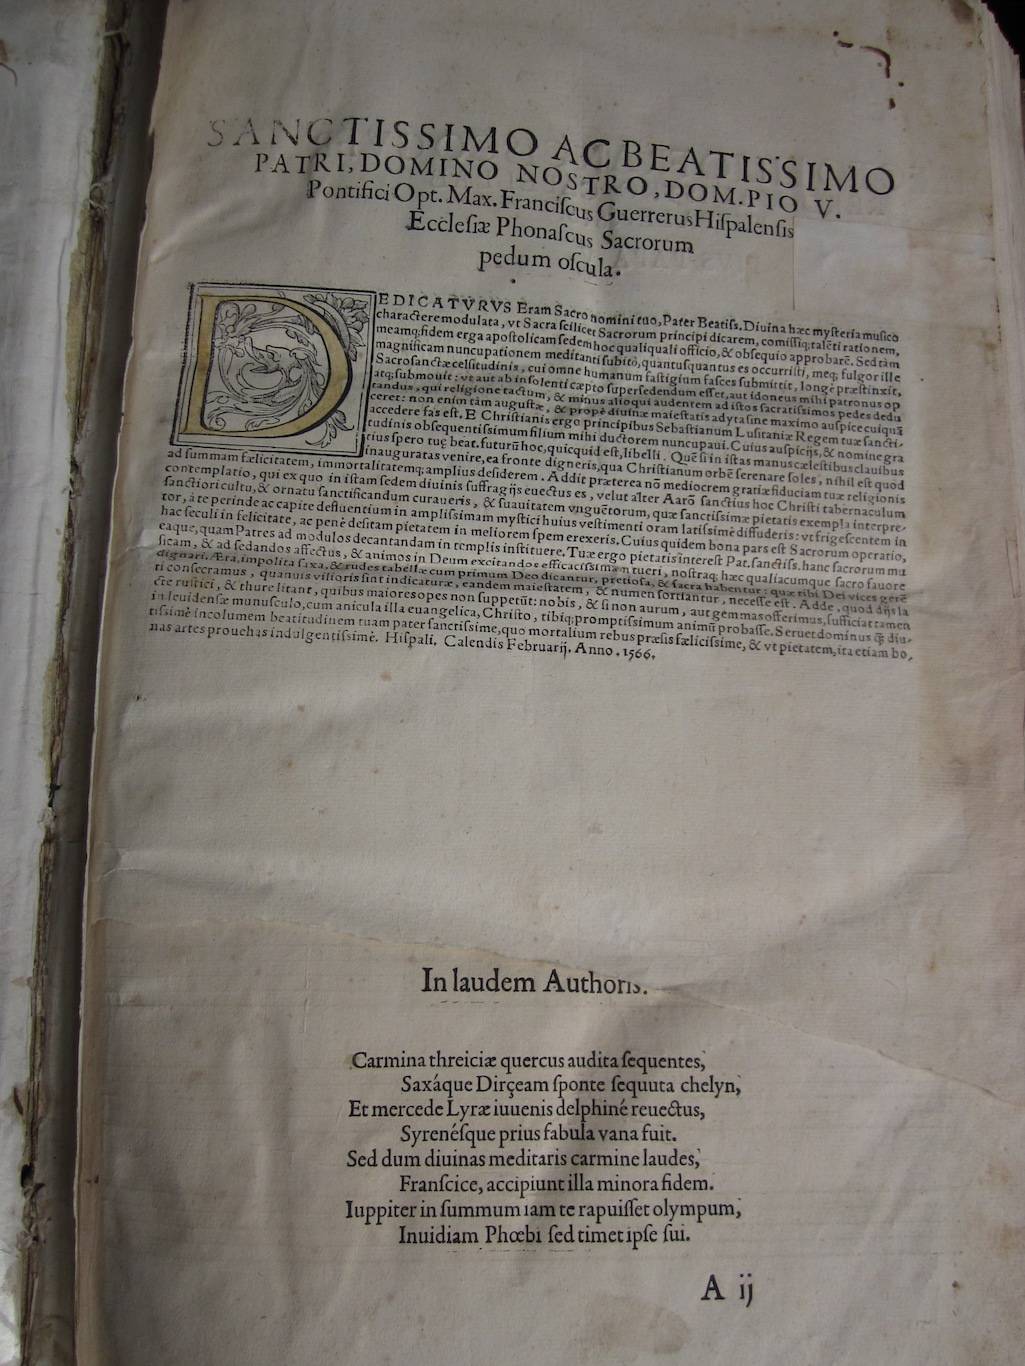 SANCTISSIMO AC BEATISSIMO
PATRI, DOMINO NOSTRO, DOM. PIO V.
Pontifici Opt. Max. Franciſcus Guerrerus Hiſpalenſis
Eccleſiæ Phonaſcus Sacrorum
pedum oſcula.
DEDICATVRVS Eram Sacro nomini tuo, Pater Beatiſs. Diuina hæc myſteria muſico
charactere modulata, vt Sacra ſcilicet Sacrorum principi dicarem, comiſſiq; talẽti rationem,
meamq; fidem erga apoſtolicam ſedem hoc qualiquali officio, & obſequio approbarẽ. Sed tàm
magnificam nuncupationem meditanti ſubitò, quantuſquantus es occurriſti, meq; fulgor ille
Sacroſanctæ celſitudinis, cui omne humanum faſtigium faſces ſubmittit, longè præſtinxit,
atq; ſubmouit: vt aut ab inſolenti cæpto ſuperſedendum eſſet, aut idoneus mihi patronus op
tandus, qui religione tactum, & minus alioqui audentem ad iſtos ſacratiſſimos pedes dedu
ceret: non enim tàm auguſtæ, & propè diuinæ maieſtatis adyta ſine maximo auſpice cuiquã
accedere fas eſt. E Chriſtianis ergo principibus Sebaſtianum Luſitaniæ Regem tuæ ſancti-
tudinis obſequentiſſimum filium mihi ductorem nuncupaui. Cuius auſpicijs, & nomine gra
tius ſpero tuę beat. futurũ hoc, quicquid eſt, libelli. Quẽ ſi in iſtas manus cæleſtibus clauibus
inauguratas venire, ea fronte digneris, qua Chriſtianum orbẽ ſerenare ſoles, nihil eſt quod
ad ſummam fælicitatem, immortalitatemq; amplius deſiderem. Addit præterea nõ mediocrem gratiæ fiduciam tuæ religionis
contemplatio, qui ex quo in iſtam ſedem diuinis ſuffragijs euectus es, velut alter Aarõ ſanctius hoc Chriſti tabernaculum
ſanctiori cultu, & ornatu ſanctificandum curaueris, & ſuauitatem vnguẽtorum, quæ ſanctiſſimæ pietatis exempla interpre-
tor, à te perinde ac capite defluentium in ampliſſimam myſtici huius veſtimenti oram latiſſimè diffuderis: vt frigeſcentem in
hac ſeculi in felicitate, ac penè deſitam pietatem in meliorem ſpem erexeris. Cuius quidem bona pars eſt Sacrorum operatio,
eaque, quam Patres ad modulos decantandam in templis inſtituere. Tuæ ergo pietatis intereſt Pat. ſanctiſs. hanc ſacrorum mu
ſicam, & ad ſedandos affectus, & animos in Deum excitandos efficaciſſimam tueri, noſtraq; hæc qualiacumque ſacro fauore
dignari. Æra, impolita ſaxa, & rudes tabellæ cum primum Deo dicantur, pretioſa, & ſacra habentur: quæ tibi Dei vices gerẽ
ti conſecramus, quanuis vilioris ſint indicaturæ, eandem maieſtatem, & numen ſortiantur, neceſſe eſt. Adde, quod dijs la
cte ruſtici, & thure litant, quibus maiores opes non ſuppetũt: nobis, & ſi non aurum, aut gemmas offerimus, ſufficiat tamen
in leuidenſæ munuſculo, cum anicula illa euangelica, Chriſto, tibiq; promptiſſimum animũ probaſſe. Seruet dominus q̃ diu-
tiſſimè incolumem beatitudinem tuam pater ſanctiſſime, quo mortalium rebus præſis fæliciſſime, & vt pietatem, ita etiam bo,
nas artes prouehas indulgentiſſimè. Hiſpali. Calendis Februarij. Anno. 1566.
In laudem Authoris.
Carmina threiciæ quercus audita ſequentes,
Saxáque Dirçeam ſponte ſequuta chelyn,
Et mercede Lyræ iuuenis delphiné reuectus,
Syrenéſque prius fabula vana fuit.
Sed dum diuinas meditaris carmine laudes,
Franſcice, accipiunt illa minora fidem.
Iuppiter in ſummum iam te rapuiſſet olympum,
Inuidiam Phœbi ſed timet ipſe ſui.
A ij